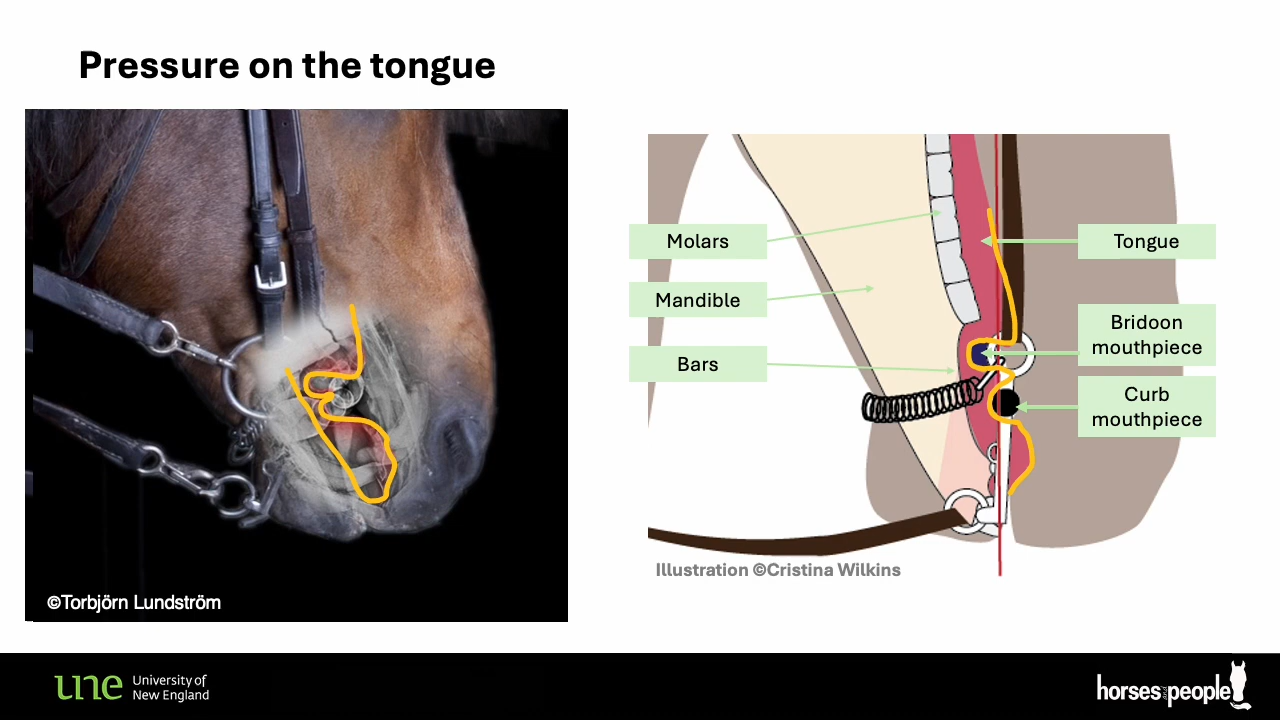 Pressure on the tongue
Molars
Mandible
Bars
Tongue
Bridoon
mouthpiece
Curb
mouthpiece
Illustration ©Cristina Wilkins
©Torbjörn Lundström
une University of
New England
horses and people